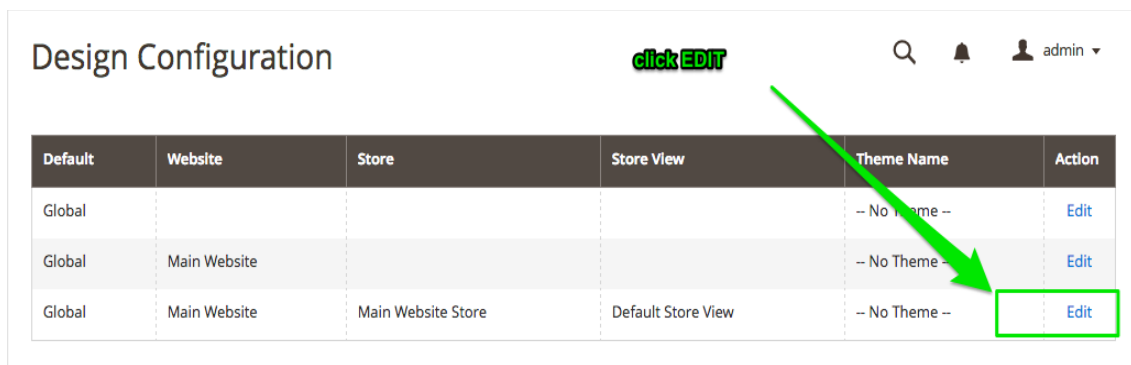 Design Configuration click EDIT admin
Default Website Store Store View Theme Name Action
Global -- No Theme -- Edit
Global Main Website -- No Theme -- Edit
Global Main Website Main Website Store Default Store View -- No Theme -- Edit